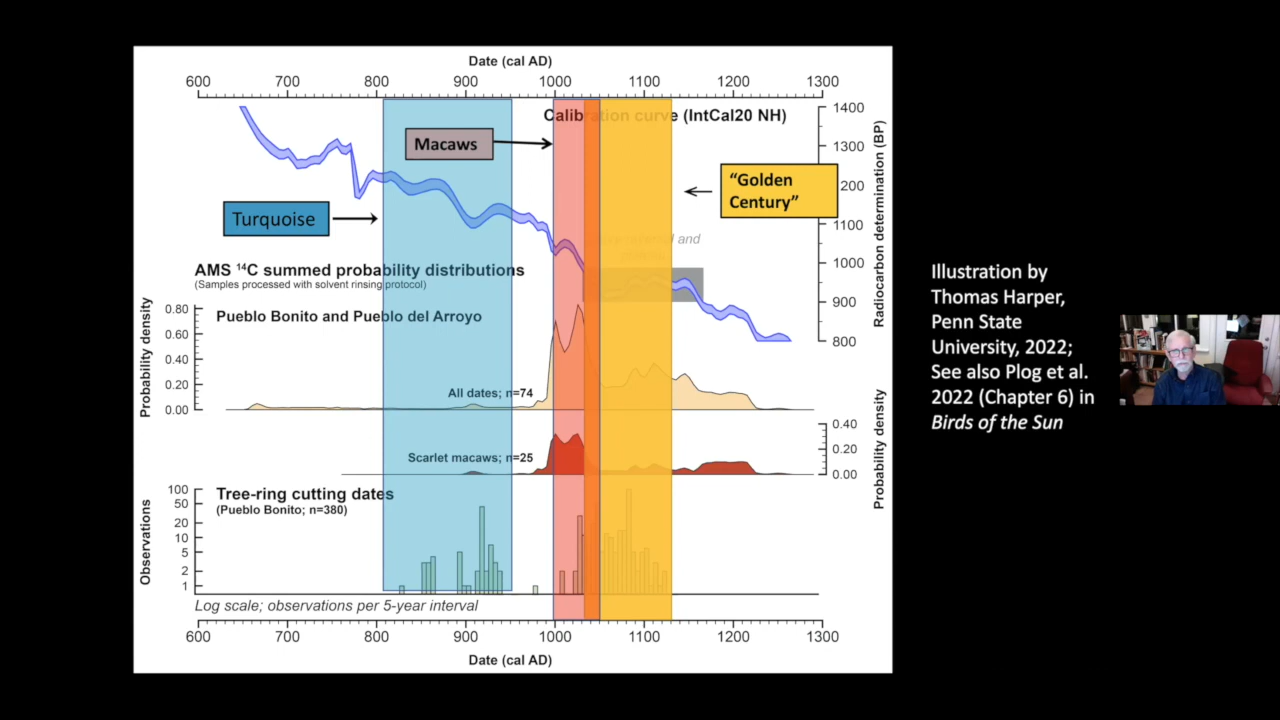 Date (cal AD)
600 700 800 900 1000 1100 1200 1300
Calibration curve (IntCal20 NH)
1400
1300
200
1100
1000
900
800
Radiocarbon determination (BP)
Macaws
"Golden
Century"
Turquoise
and
AMS 14C summed probability distributions
(Samples processed with solvent rinsing protocol)
Pueblo Bonito and Pueblo del Arroyo
0.80
0.60
0.40
0.20
0.00
Probability density
All dates; n=74
Scarlet macaws; n=25
0.40
0.20
0.00
Probability density
Tree-ring cutting dates
(Pueblo Bonito; n=380)
100
50
20
10
5
2
1
Observations
Log scale; observations per 5-year interval
600 700 800 900 1000 1100 1200 1300
Date (cal AD)
Illustration by
Thomas Harper,
Penn State
University, 2022;
See also Plog et al.
2022 (Chapter 6) in
Birds of the Sun